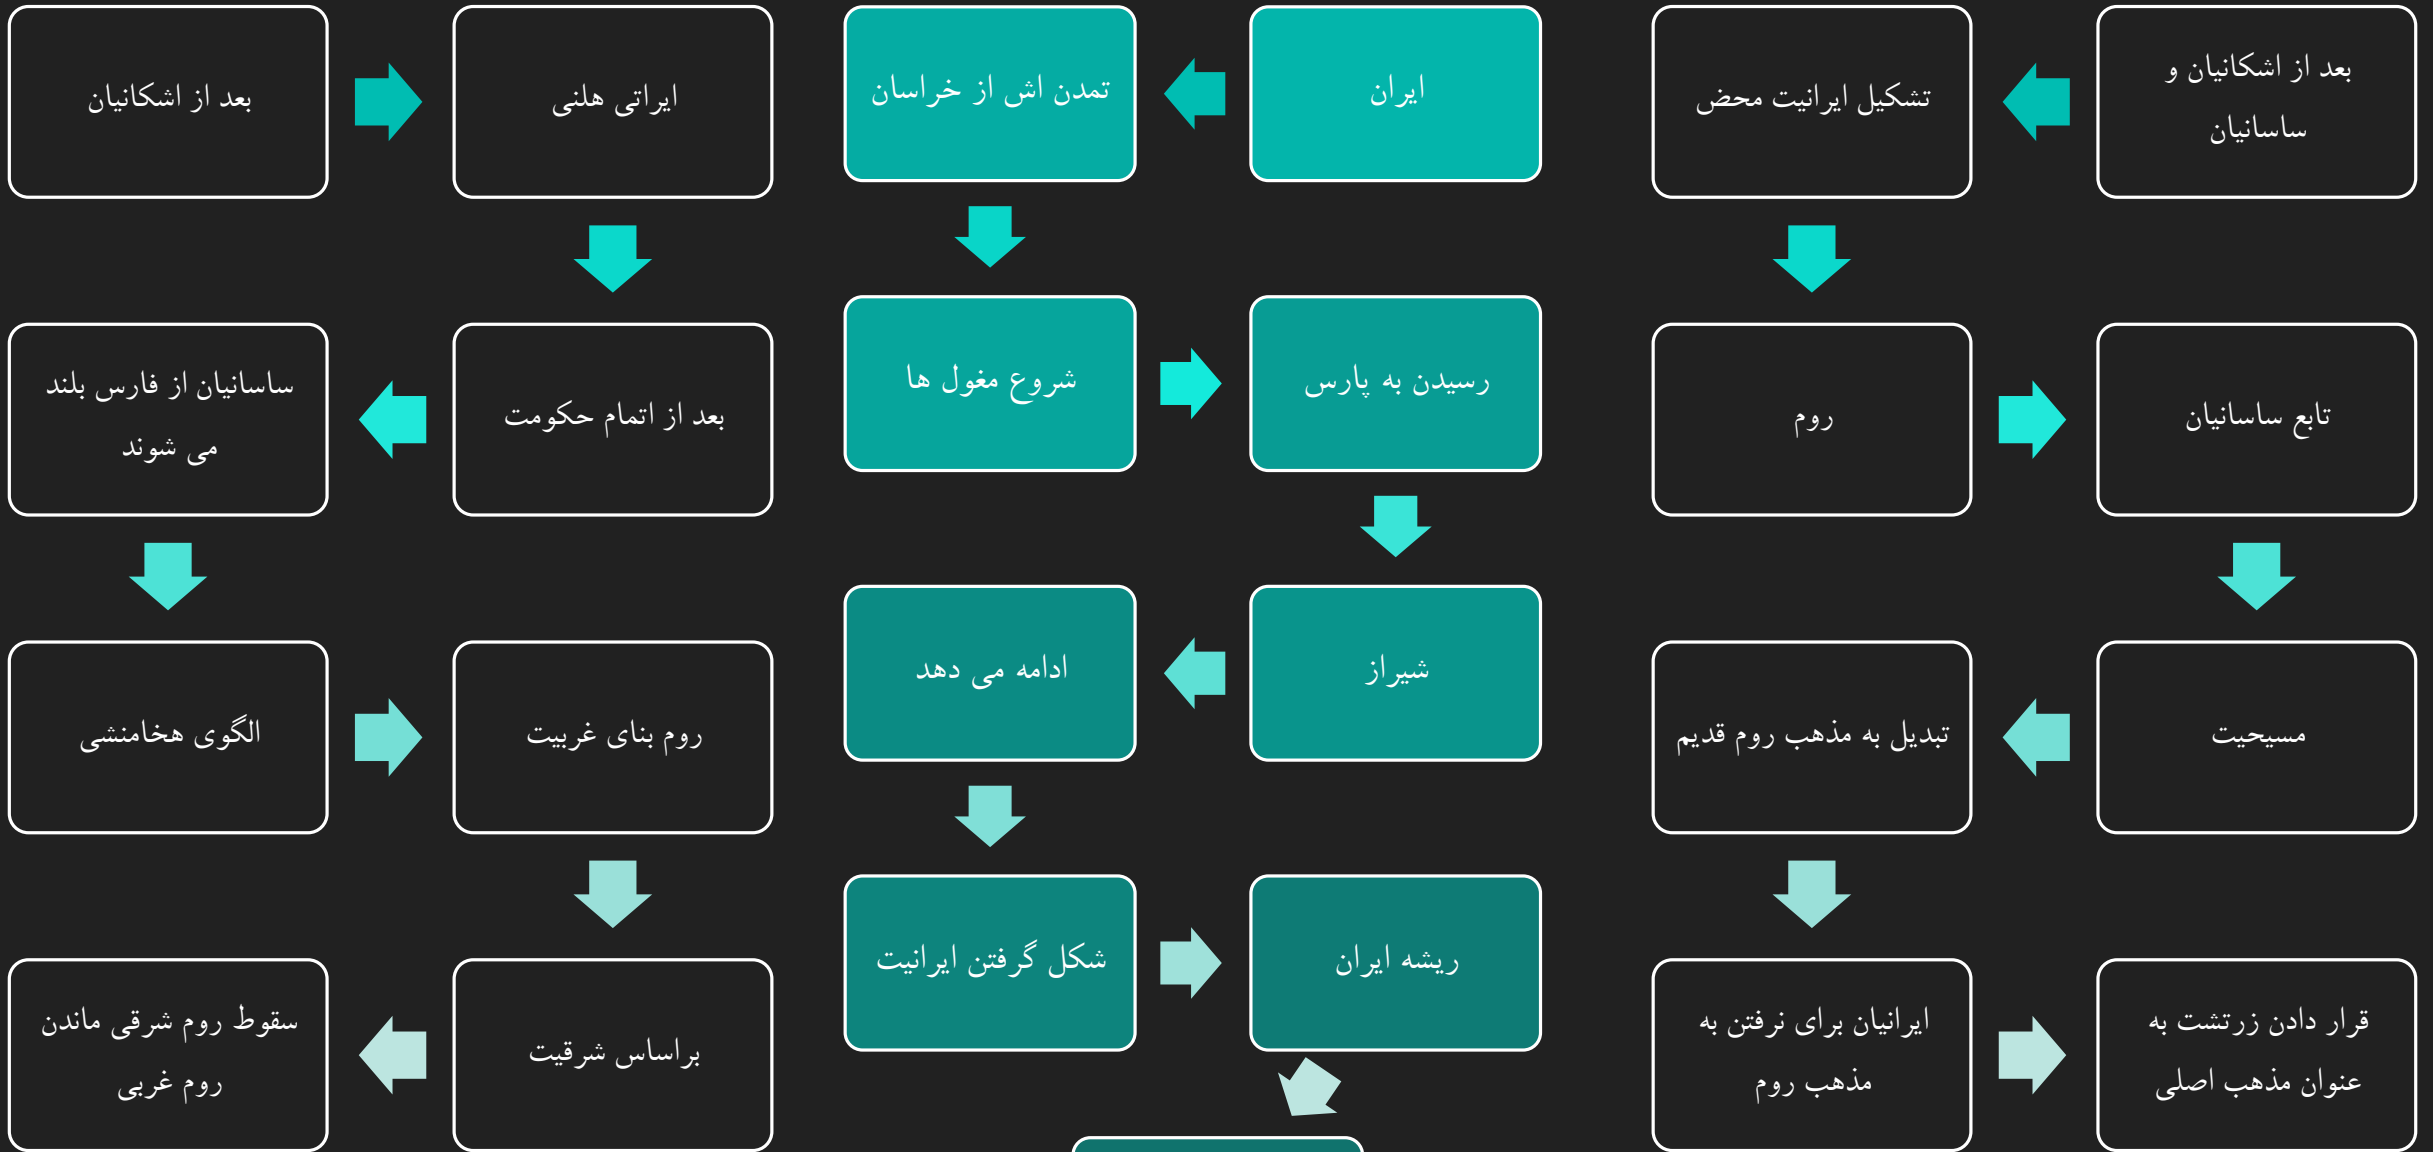 بعد از اشکانیان و
ساسانیان
تشکیل ایرانیت محض
روم
تابع ساسانیان
مسیحیت
تبدیل به مذهب روم قدیم
ایرانیان برای نرفتن به
مذهب روم
قرار دادن زرتشت به
عنوان مذهب اصلی
ایران
تمدن اش از خراسان
شروع مغول ها
رسیدن به پارس
شیراز
ادامه می دهد
شکل گرفتن ایرانیت
ریشه ایران
بعد از اشکانیان
ایراتی هلنی
بعد از اتمام حکومت
ساسانیان از فارس بلند
می شوند
الگوی هخامنشی
روم بنای غربیت
براساس شرقیت
سقوط روم شرقی ماندن
روم غربی